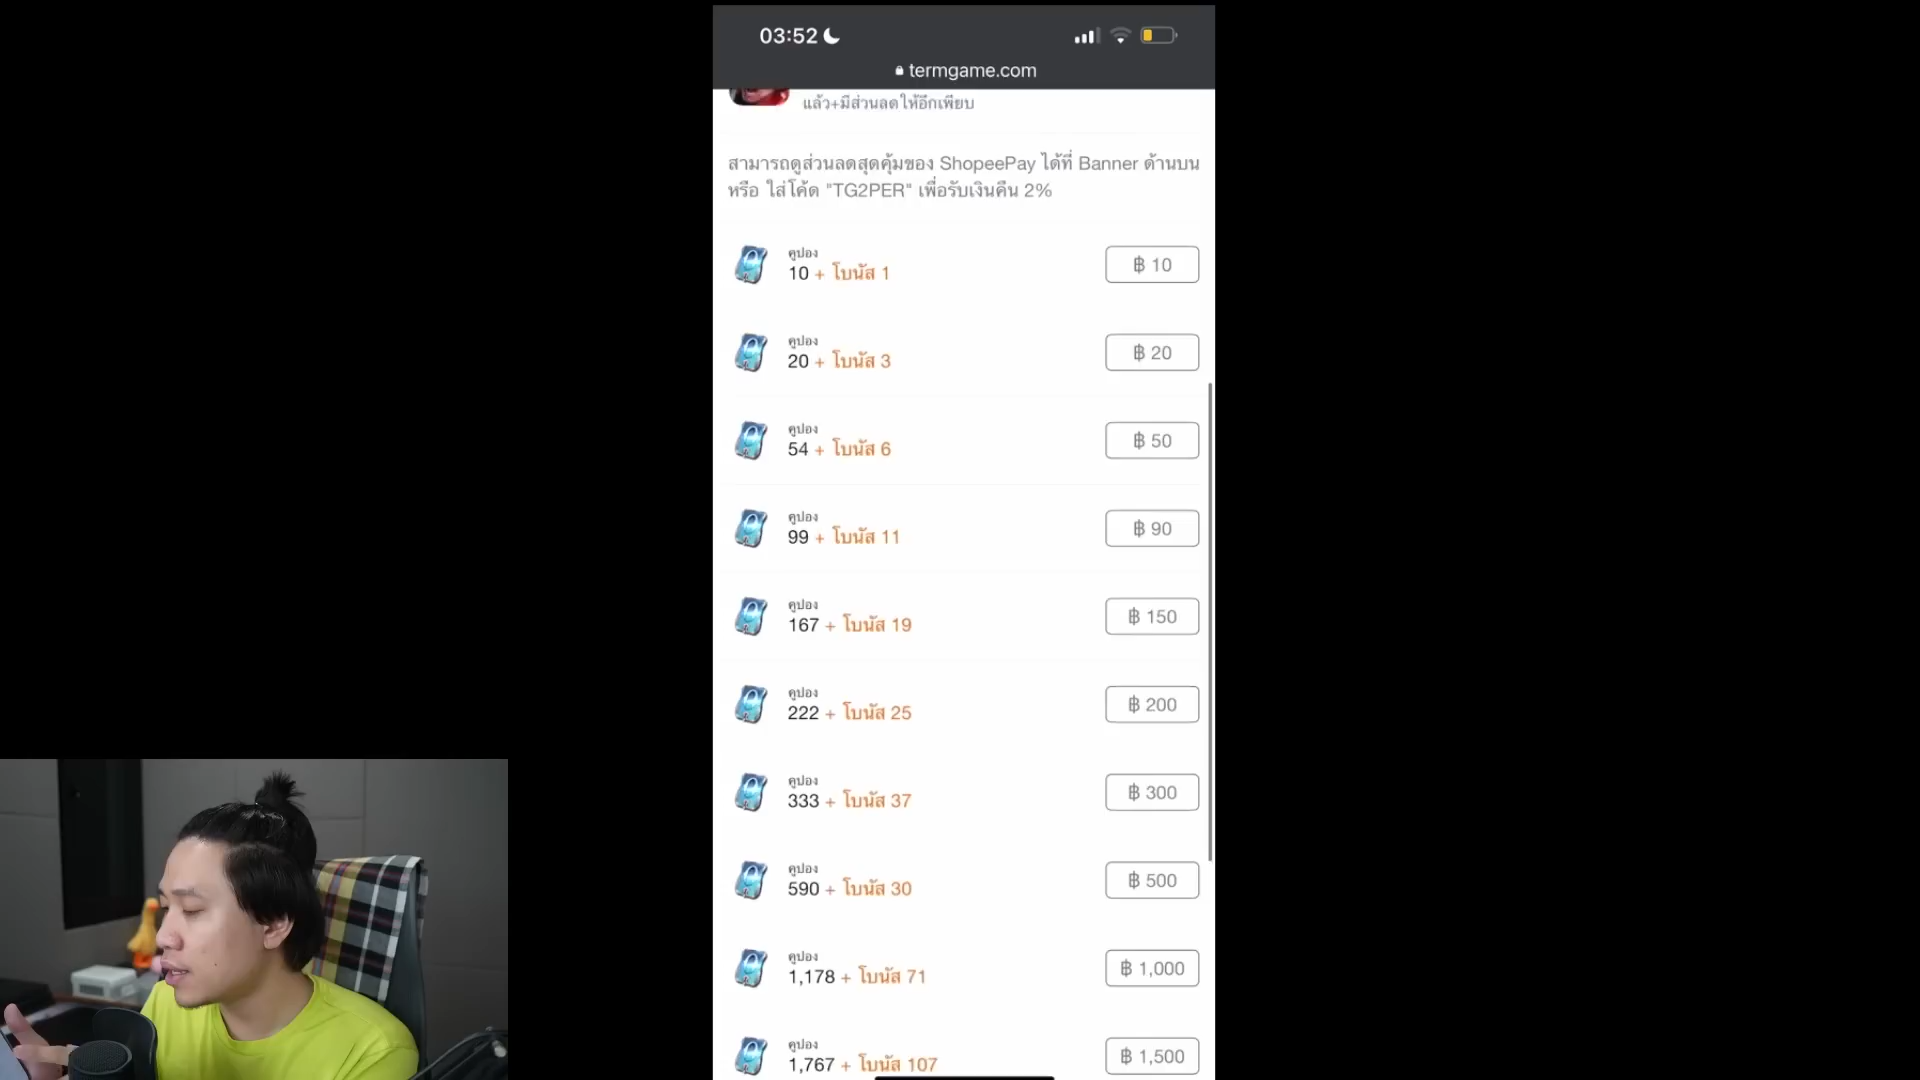 03:52
termgame.com
แล้ว+มีส่วนลดให้อีกเพียบ
สามารถดูส่วนลดสุดคุ้มของ ShopeePay ได้ที่ Banner ด้านบน
หรือ ใส่โค้ด "TG2PER" เพื่อรับเงินคืน 2%
คูปอง
10 + โบนัส 1
฿ 10
คูปอง
20 + โบนัส 3
฿ 20
คูปอง
54 + โบนัส 6
฿ 50
คูปอง
99 + โบนัส 11
฿ 90
คูปอง
167 + โบนัส 19
฿ 150
คูปอง
222 + โบนัส 25
฿ 200
คูปอง
333 + โบนัส 37
฿ 300
คูปอง
590 + โบนัส 30
฿ 500
คูปอง
1,178 + โบนัส 71
฿ 1,000
คูปอง
1,767 + โบนัส 107
฿ 1,500